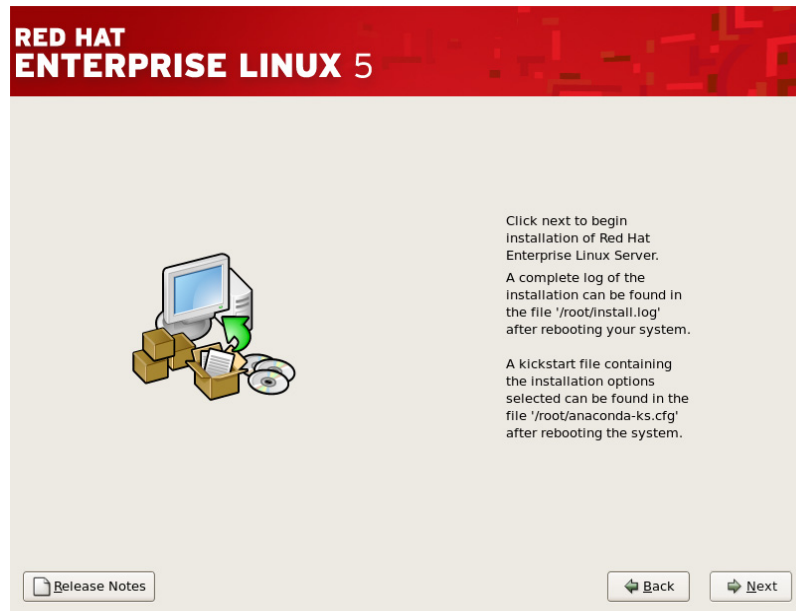 RED HAT
ENTERPRISE LINUX 5
Click next to begin
installation of Red Hat
Enterprise Linux Server.
A complete log of the
installation can be found in
the file '/root/install.log'
after rebooting your system.
A kickstart file containing
the installation options
selected can be found in the
file '/root/anaconda-ks.cfg'
after rebooting the system.
Release Notes
Back
Next